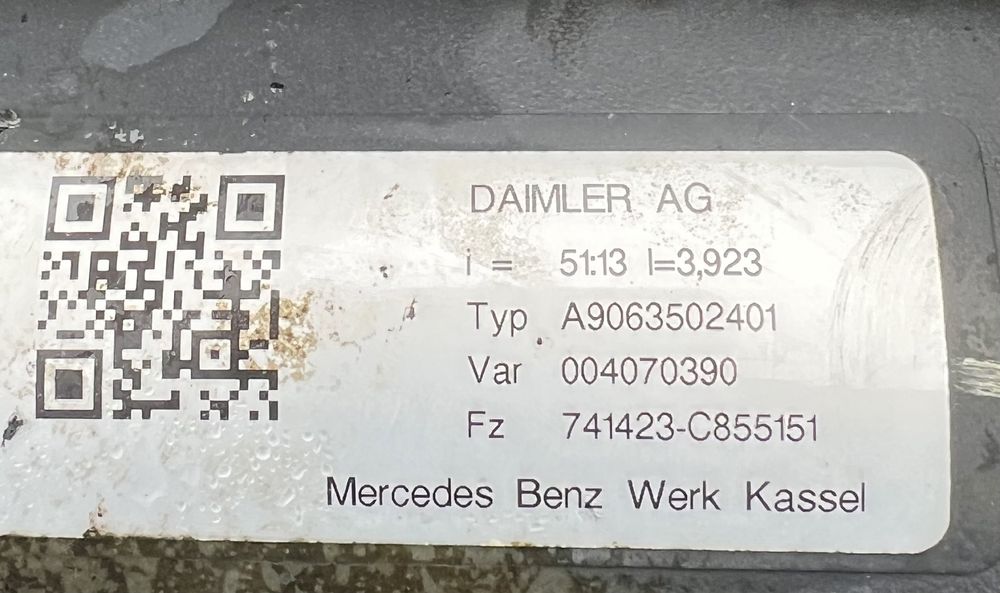 DAIMLER AG
i = 51:13 I=3,923
Typ A9063502401
Var 004070390
Fz 741423-C855151
Mercedes Benz Werk Kassel